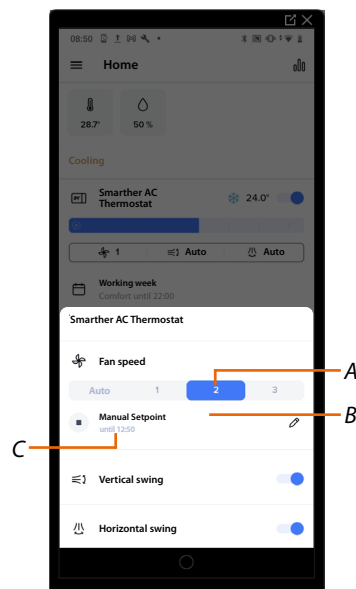 08:50
Home
28.7° 50 %
Cooling
Smarther AC
Thermostat
24.0°
1 Auto Auto
Working week
Comfort until 22:00
Smarther AC Thermostat
Fan speed
Auto 1 2 3
A
Manual Setpoint
until 12:50
B
C
Vertical swing
Horizontal swing